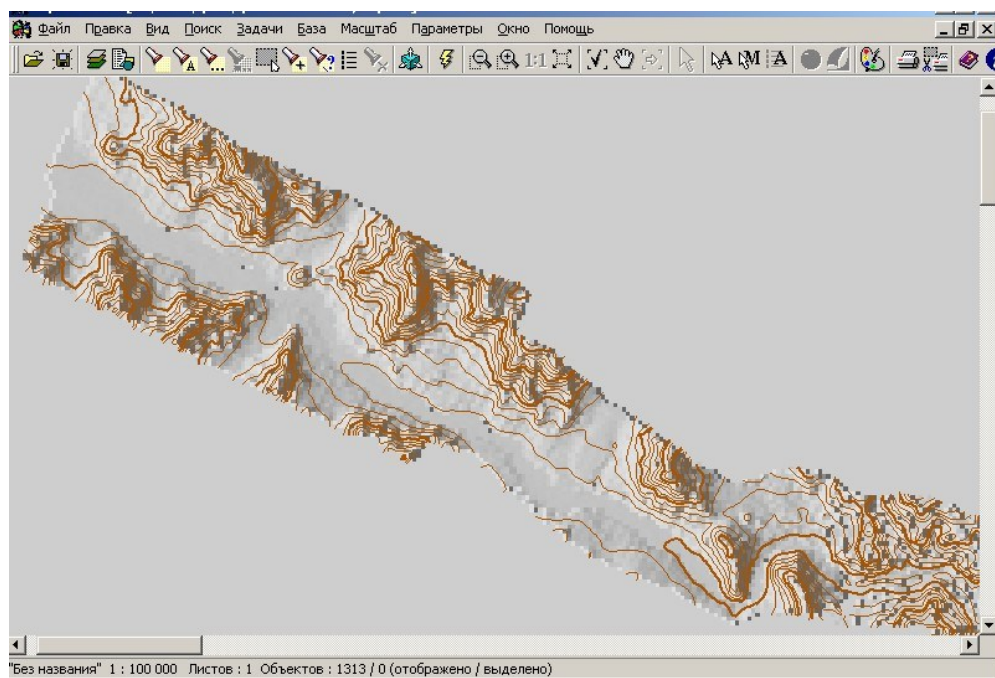 Файл Правка Вид Поиск Задачи База Масштаб Параметры Окно Помощь
1:1 A M A
"Без названия" 1 : 100 000 Листов : 1 Объектов : 1313 / 0 (отображено / выделено)